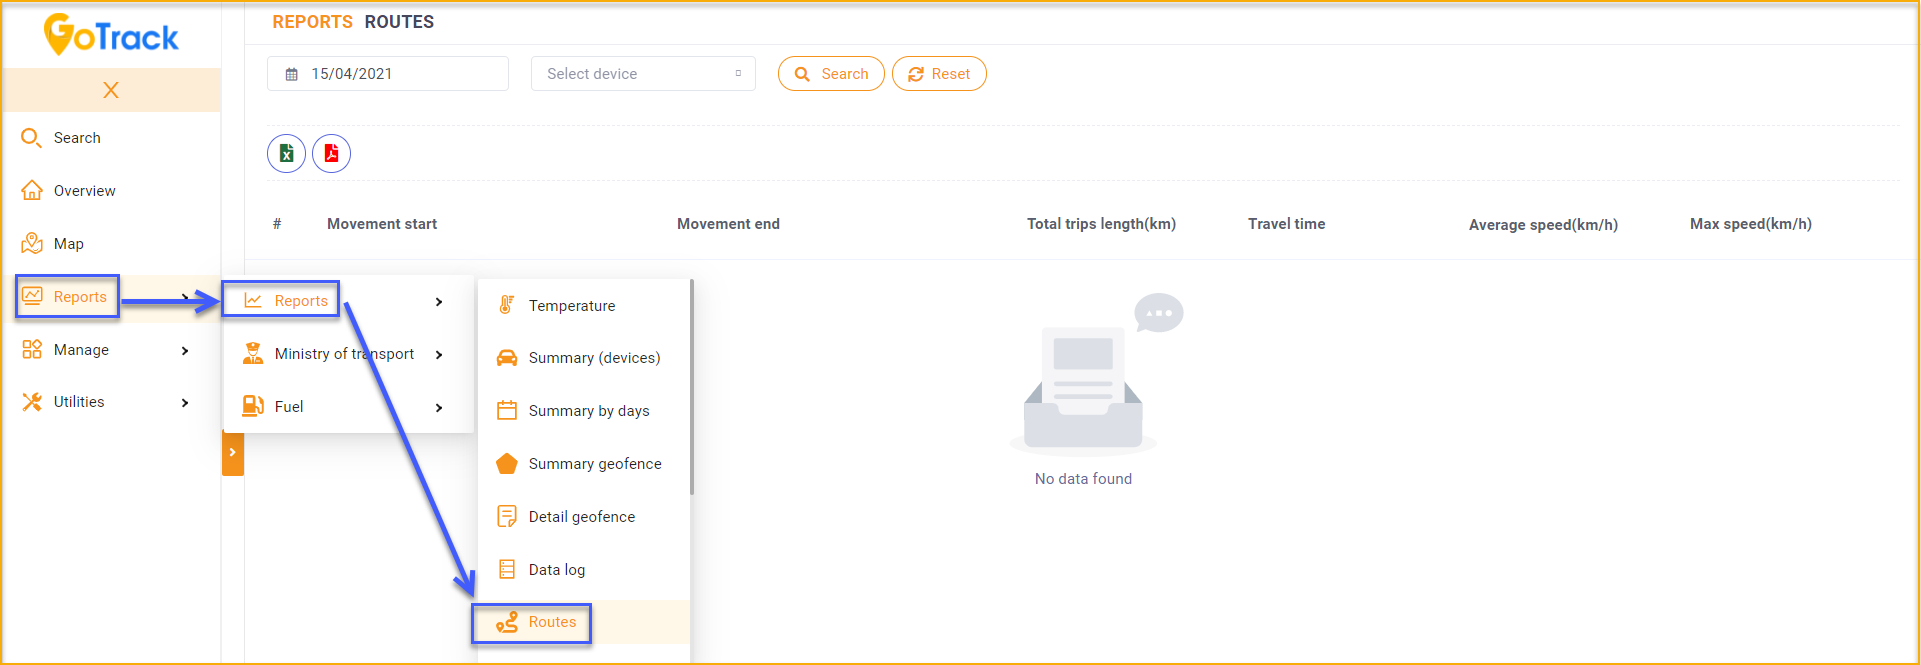 GoTrack
REPORTS ROUTES
15/04/2021
Select device
Search
Reset
X
Search
Overview
Map
Reports
Manage
Utilities
# Movement start Movement end Total trips length(km) Travel time Average speed(km/h) Max speed(km/h)
Reports
Ministry of transport
Fuel
Temperature
Summary (devices)
Summary by days
Summary geofence
Detail geofence
Data log
Routes
No data found